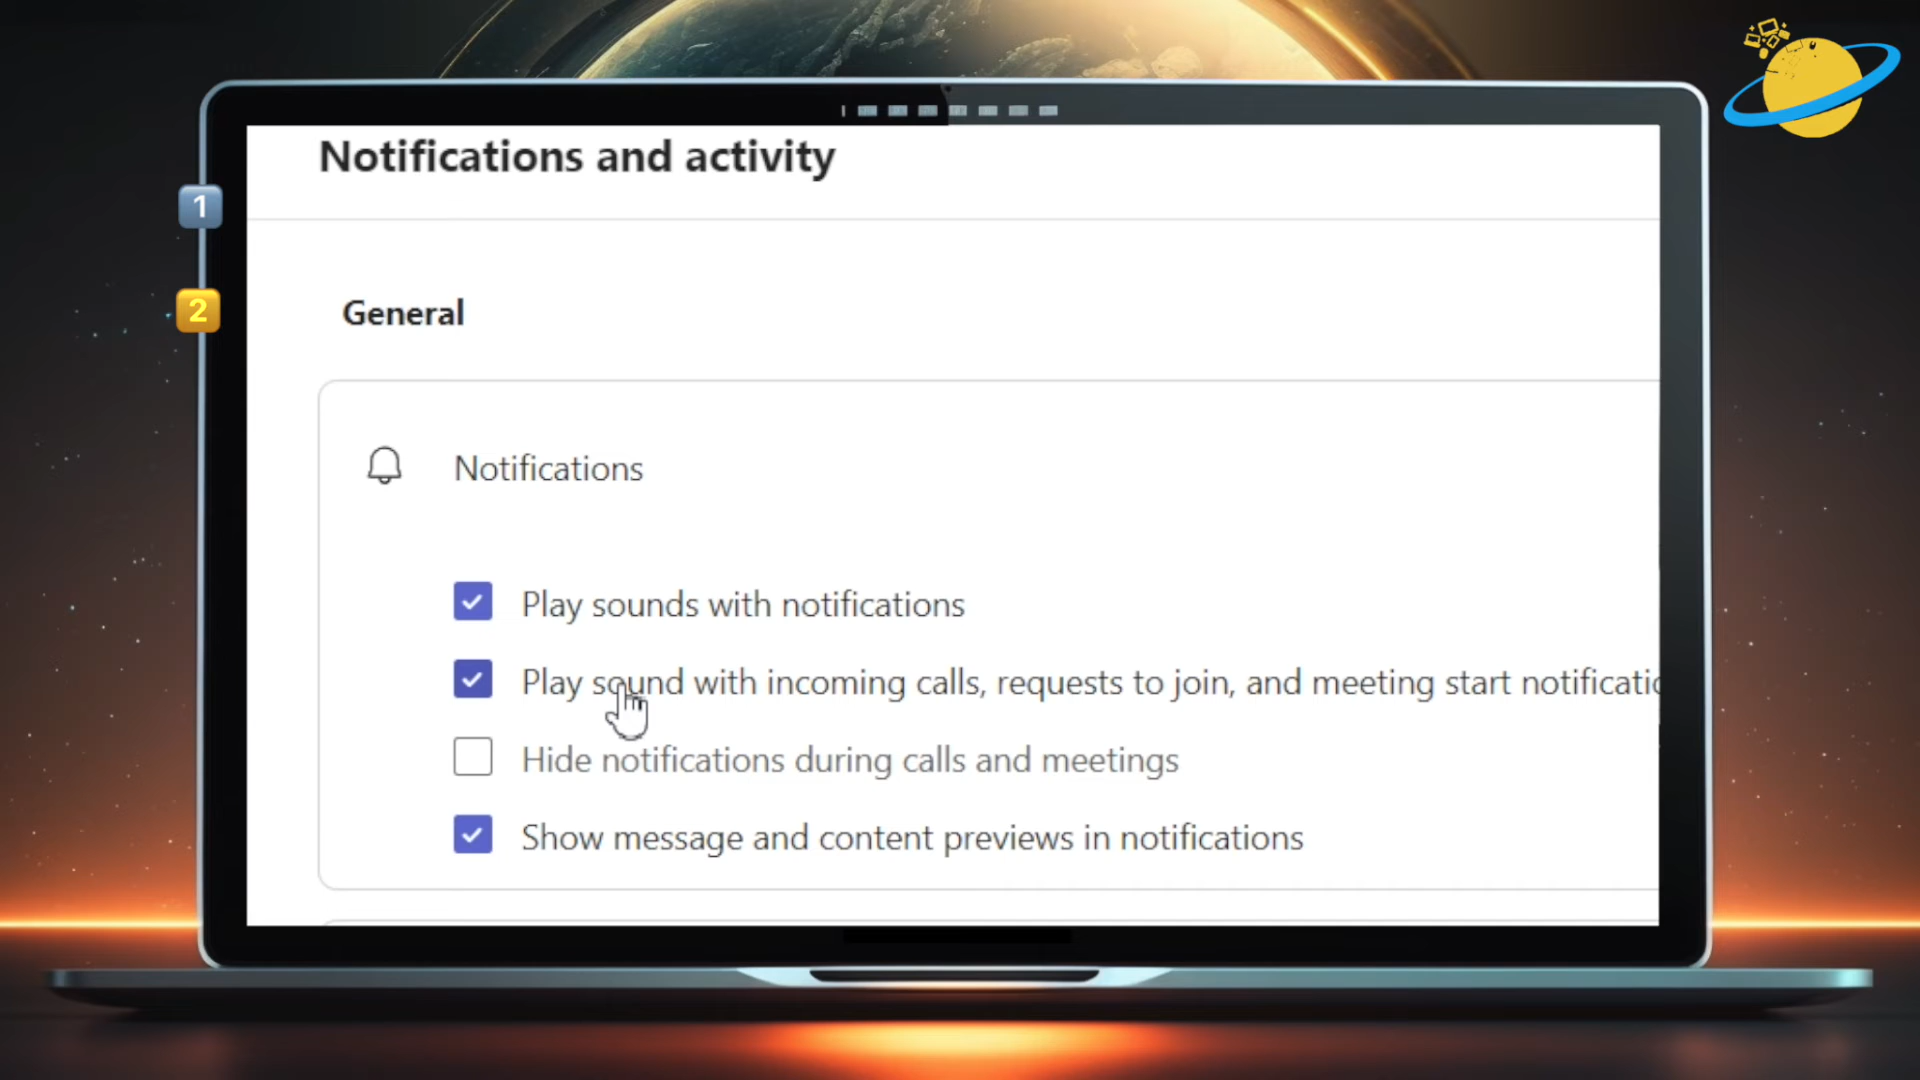 Notifications and activity
1
2
General
Notifications
Play sounds with notifications
Play sound with incoming calls, requests to join, and meeting start notificatio
Hide notifications during calls and meetings
Show message and content previews in notifications